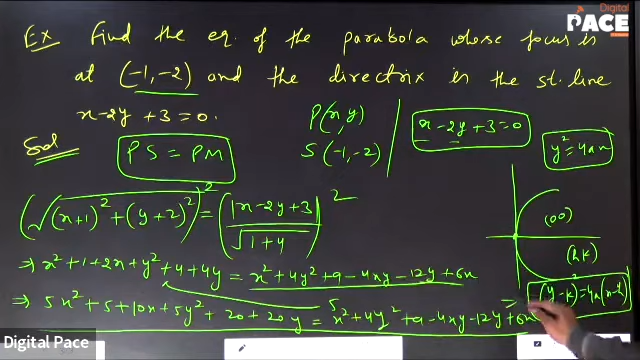 Digital
PACE
Ex Find the eq. of the parabola whose focus is
at (-1,-2) and the directrix is the st. line
x - 2y + 3 = 0.
Sol
PS = PM
P(x,y)
S(-1,-2)
x - 2y + 3 = 0
y² = 4ax
(√((x+1)² + (y+2)²))² = (|x - 2y + 3| / √(1+4))²
(00)
(h,k)
(y-k)² = 4a(x-h)
⇒ x² + 1 + 2x + y² + 4 + 4y = (x² + 4y² + 9 - 4xy - 12y + 6x) / 5
⇒ 5x² + 5 + 10x + 5y² + 20 + 20y = x² + 4y² + 9 - 4xy - 12y + 6x
Digital Pace